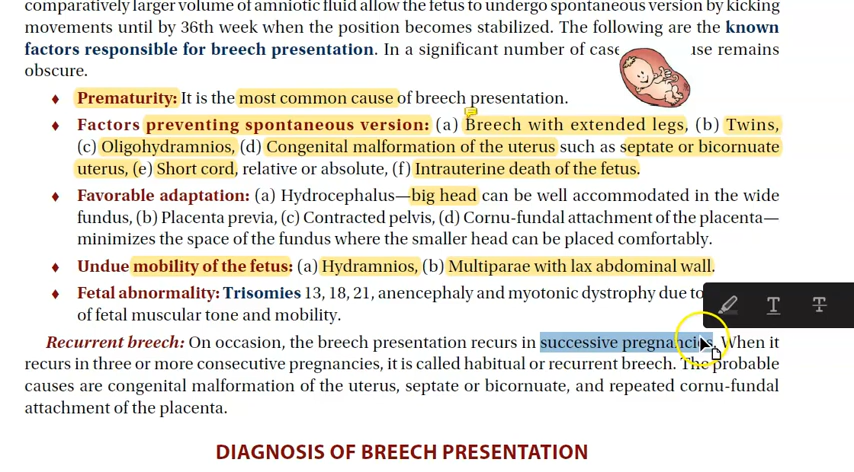 comparatively larger volume of amniotic fluid allow the fetus to undergo spontaneous version by kicking
movements until by 36th week when the position becomes stabilized. The following are the known
factors responsible for breech presentation. In a significant number of case use remains
obscure.
♦ Prematurity: It is the most common cause of breech presentation.
♦ Factors preventing spontaneous version: (a) Breech with extended legs, (b) Twins,
(c) Oligohydramnios, (d) Congenital malformation of the uterus such as septate or bicornuate
uterus, (e) Short cord, relative or absolute, (f) Intrauterine death of the fetus.
♦ Favorable adaptation: (a) Hydrocephalus—big head can be well accommodated in the wide
fundus, (b) Placenta previa, (c) Contracted pelvis, (d) Cornu-fundal attachment of the placenta—
minimizes the space of the fundus where the smaller head can be placed comfortably.
♦ Undue mobility of the fetus: (a) Hydramnios, (b) Multiparae with lax abdominal wall.
♦ Fetal abnormality: Trisomies 13, 18, 21, anencephaly and myotonic dystrophy due to
of fetal muscular tone and mobility.
Recurrent breech: On occasion, the breech presentation recurs in successive pregnancies. When it
recurs in three or more consecutive pregnancies, it is called habitual or recurrent breech. The probable
causes are congenital malformation of the uterus, septate or bicornuate, and repeated cornu-fundal
attachment of the placenta.
DIAGNOSIS OF BREECH PRESENTATION